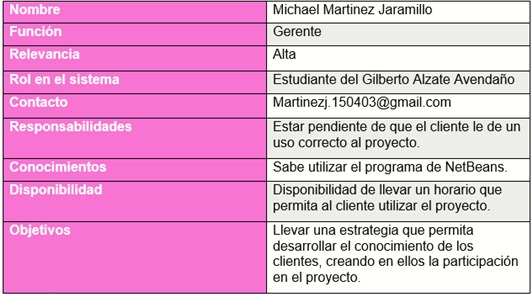 Nombre Michael Martinez Jaramillo
Función Gerente
Relevancia Alta
Rol en el sistema Estudiante del Gilberto Alzate Avendaño
Contacto Martinezj.150403@gmail.com
Responsabilidades Estar pendiente de que el cliente le de un
uso correcto al proyecto.
Conocimientos Sabe utilizar el programa de NetBeans.
Disponibilidad Disponibilidad de llevar un horario que
permita al cliente utilizar el proyecto.
Objetivos Llevar una estrategia que permita
desarrollar el conocimiento de los
clientes, creando en ellos la participación
en el proyecto.